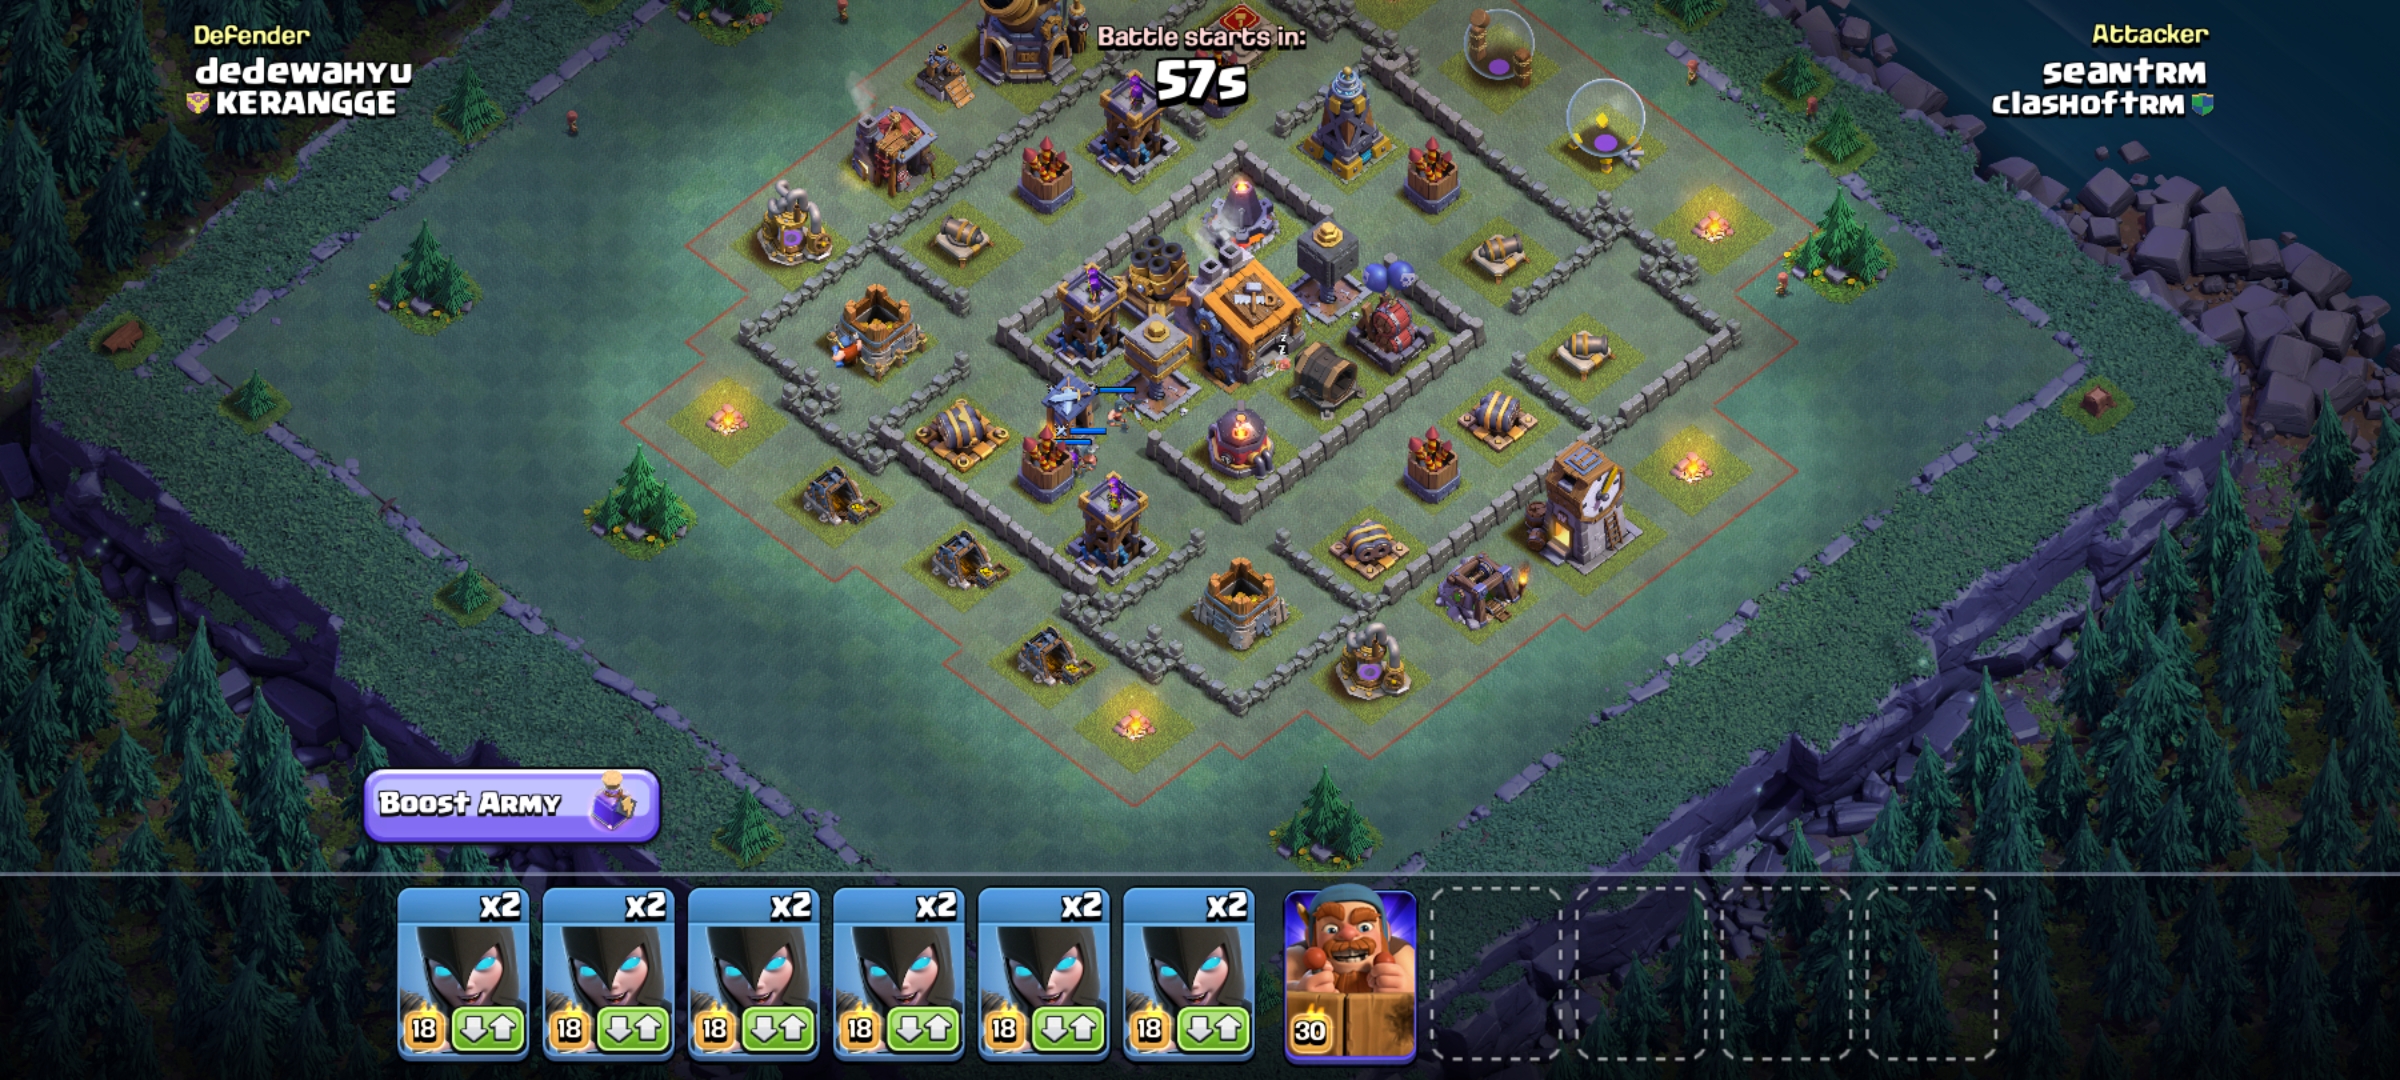 Defender
dedewahyu
KERANGGE
Battle starts in:
57s
Attacker
seantRM
clashoftRM
z
z
Boost Army
x2
x2
x2
x2
x2
x2
18
18
18
18
18
18
30